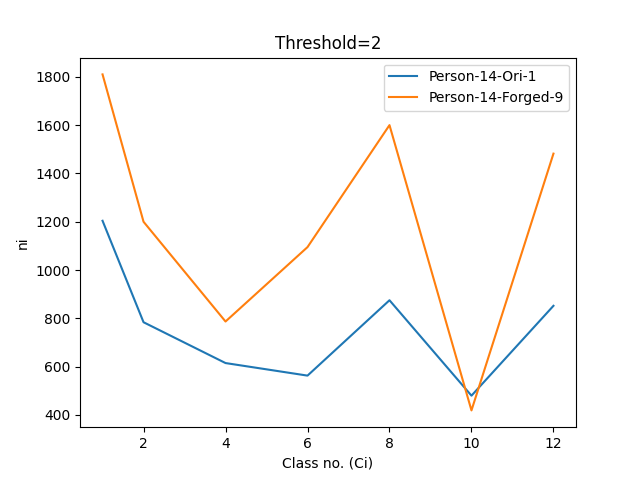 Threshold=2
Person-14-Ori-1
Person-14-Forged-9
1800
1600
1400
1200
1000
800
600
400
ni
2 4 6 8 10 12
Class no. (Ci)